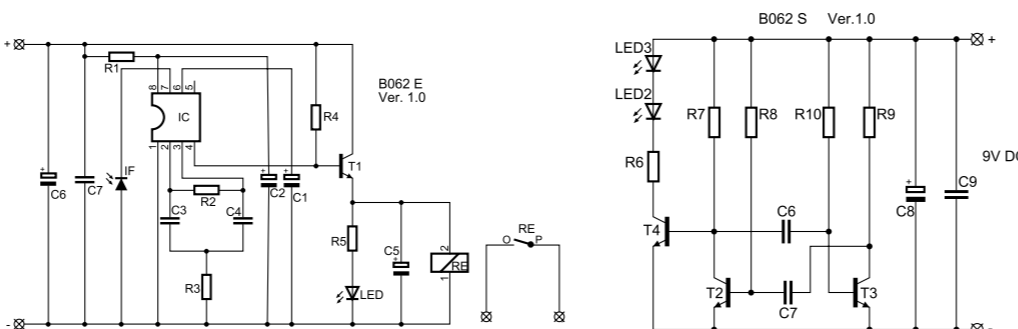 B062 S Ver.1.0
+
+
LED3
R1
B062 E
Ver. 1.0
8 7 6 5
LED2
IC
R4
R7
R8
R10
R9
1 2 3 4
9V DC
T1
R6
IF
C6
C7
R2
C2
C1
C9
C3
C4
C8
C6
T4
R5
RE
C5
2
O
P
RE
R3
1
T2
C7
T3
LED
-
-
+
+
+
+